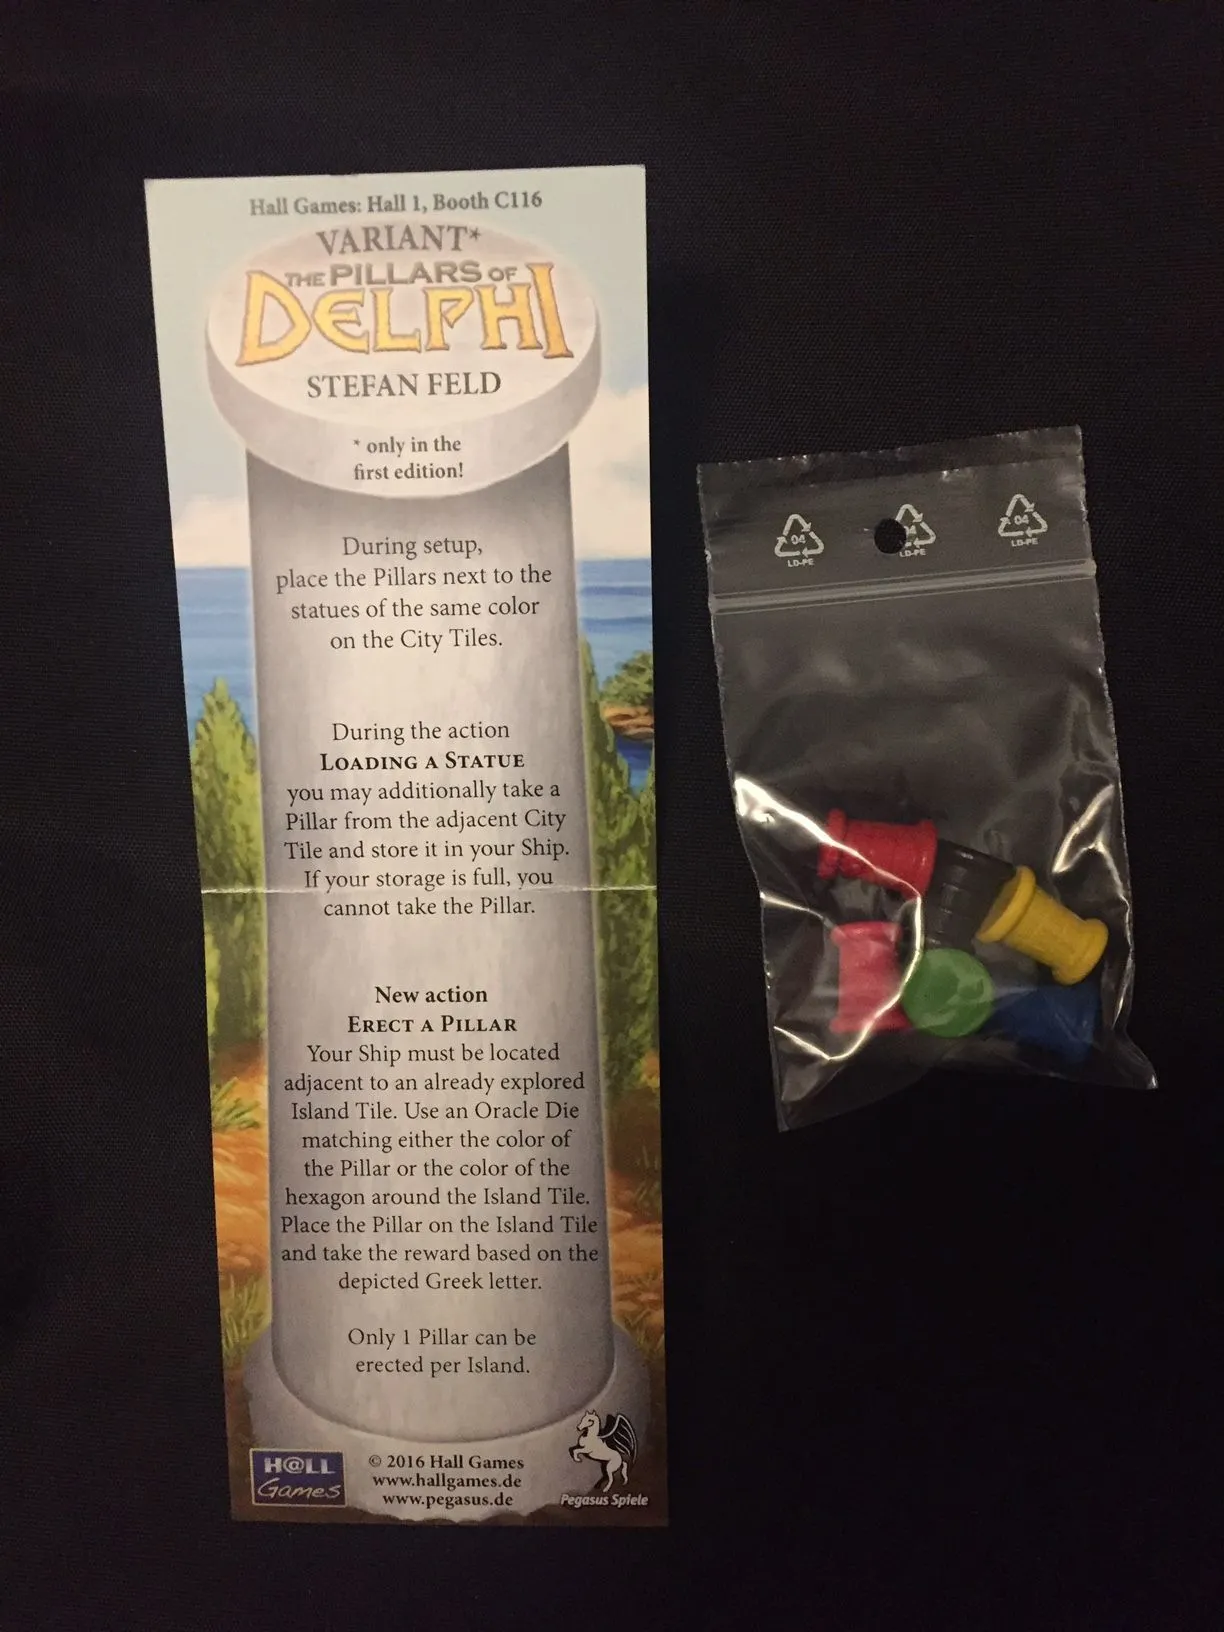 Hall Games: Hall 1, Booth C116
VARIANT*
THE PILLARS OF
DELPHI
STEFAN FELD
* only in the
first edition!
During setup,
place the Pillars next to the
statues of the same color
on the City Tiles.
During the action
LOADING A STATUE
you may additionally take a
Pillar from the adjacent City
Tile and store it in your Ship.
If your storage is full, you
cannot take the Pillar.
New action
ERECT A PILLAR
Your Ship must be located
adjacent to an already explored
Island Tile. Use an Oracle Die
matching either the color of
the Pillar or the color of the
hexagon around the Island Tile.
Place the Pillar on the Island Tile
and take the reward based on the
depicted Greek letter.
Only 1 Pillar can be
erected per Island.
H@LL
Games
© 2016 Hall Games
www.hallgames.de
www.pegasus.de
Pegasus Spiele
04
LD-PE
04
LD-PE
04
LD-PE